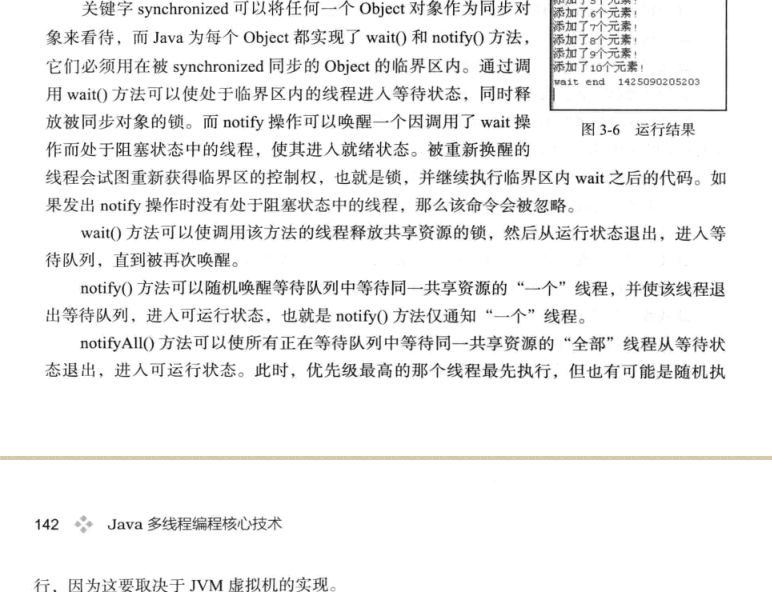 关键字 synchronized 可以将任何一个 Object 对象作为同步对
象来看待，而 Java 为每个 Object 都实现了 wait() 和 notify() 方法，
它们必须用在被 synchronized 同步的 Object 的临界区内。通过调
用 wait() 方法可以使处于临界区内的线程进入等待状态，同时释
放被同步对象的锁。而 notify 操作可以唤醒一个因调用了 wait 操
作而处于阻塞状态中的线程，使其进入就绪状态。被重新换醒的
线程会试图重新获得临界区的控制权，也就是锁，并继续执行临界区内 wait 之后的代码。如
果发出 notify 操作时没有处于阻塞状态中的线程，那么该命令会被忽略。
wait() 方法可以使调用该方法的线程释放共享资源的锁，然后从运行状态退出，进入等
待队列，直到被再次唤醒。
notify() 方法可以随机唤醒等待队列中等待同一共享资源的“一个”线程，并使该线程退
出等待队列，进入可运行状态，也就是 notify() 方法仅通知“一个”线程。
notifyAll() 方法可以使所有正在等待队列中等待同一共享资源的“全部”线程从等待状
态退出，进入可运行状态。此时，优先级最高的那个线程最先执行，但也有可能是随机执
添加了5个元素！
添加了6个元素！
添加了7个元素！
添加了8个元素！
添加了9个元素！
添加了10个元素！
wait end 1425090205203
图 3-6 运行结果
142 Java 多线程编程核心技术
行，因为这要取决于 JVM 虚拟机的实现。